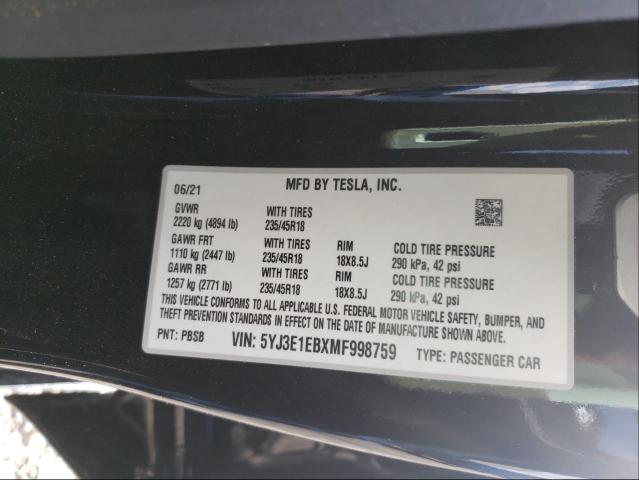 06/21 MFD BY TESLA, INC.
GVWR WITH TIRES
2220 kg (4894 lb) 235/45R18
GAWR FRT WITH TIRES RIM COLD TIRE PRESSURE
1110 kg (2447 lb) 235/45R18 18X8.5J 290 kPa, 42 psi
GAWR RR WITH TIRES RIM COLD TIRE PRESSURE
1257 kg (2771 lb) 235/45R18 18X8.5J 290 kPa, 42 psi
THIS VEHICLE CONFORMS TO ALL APPLICABLE U.S. FEDERAL MOTOR VEHICLE SAFETY, BUMPER, AND
THEFT PREVENTION STANDARDS IN EFFECT ON THE DATE OF MANUFACTURE SHOWN ABOVE.
PNT: PBSB VIN: 5YJ3E1EBXMF998759 TYPE: PASSENGER CAR